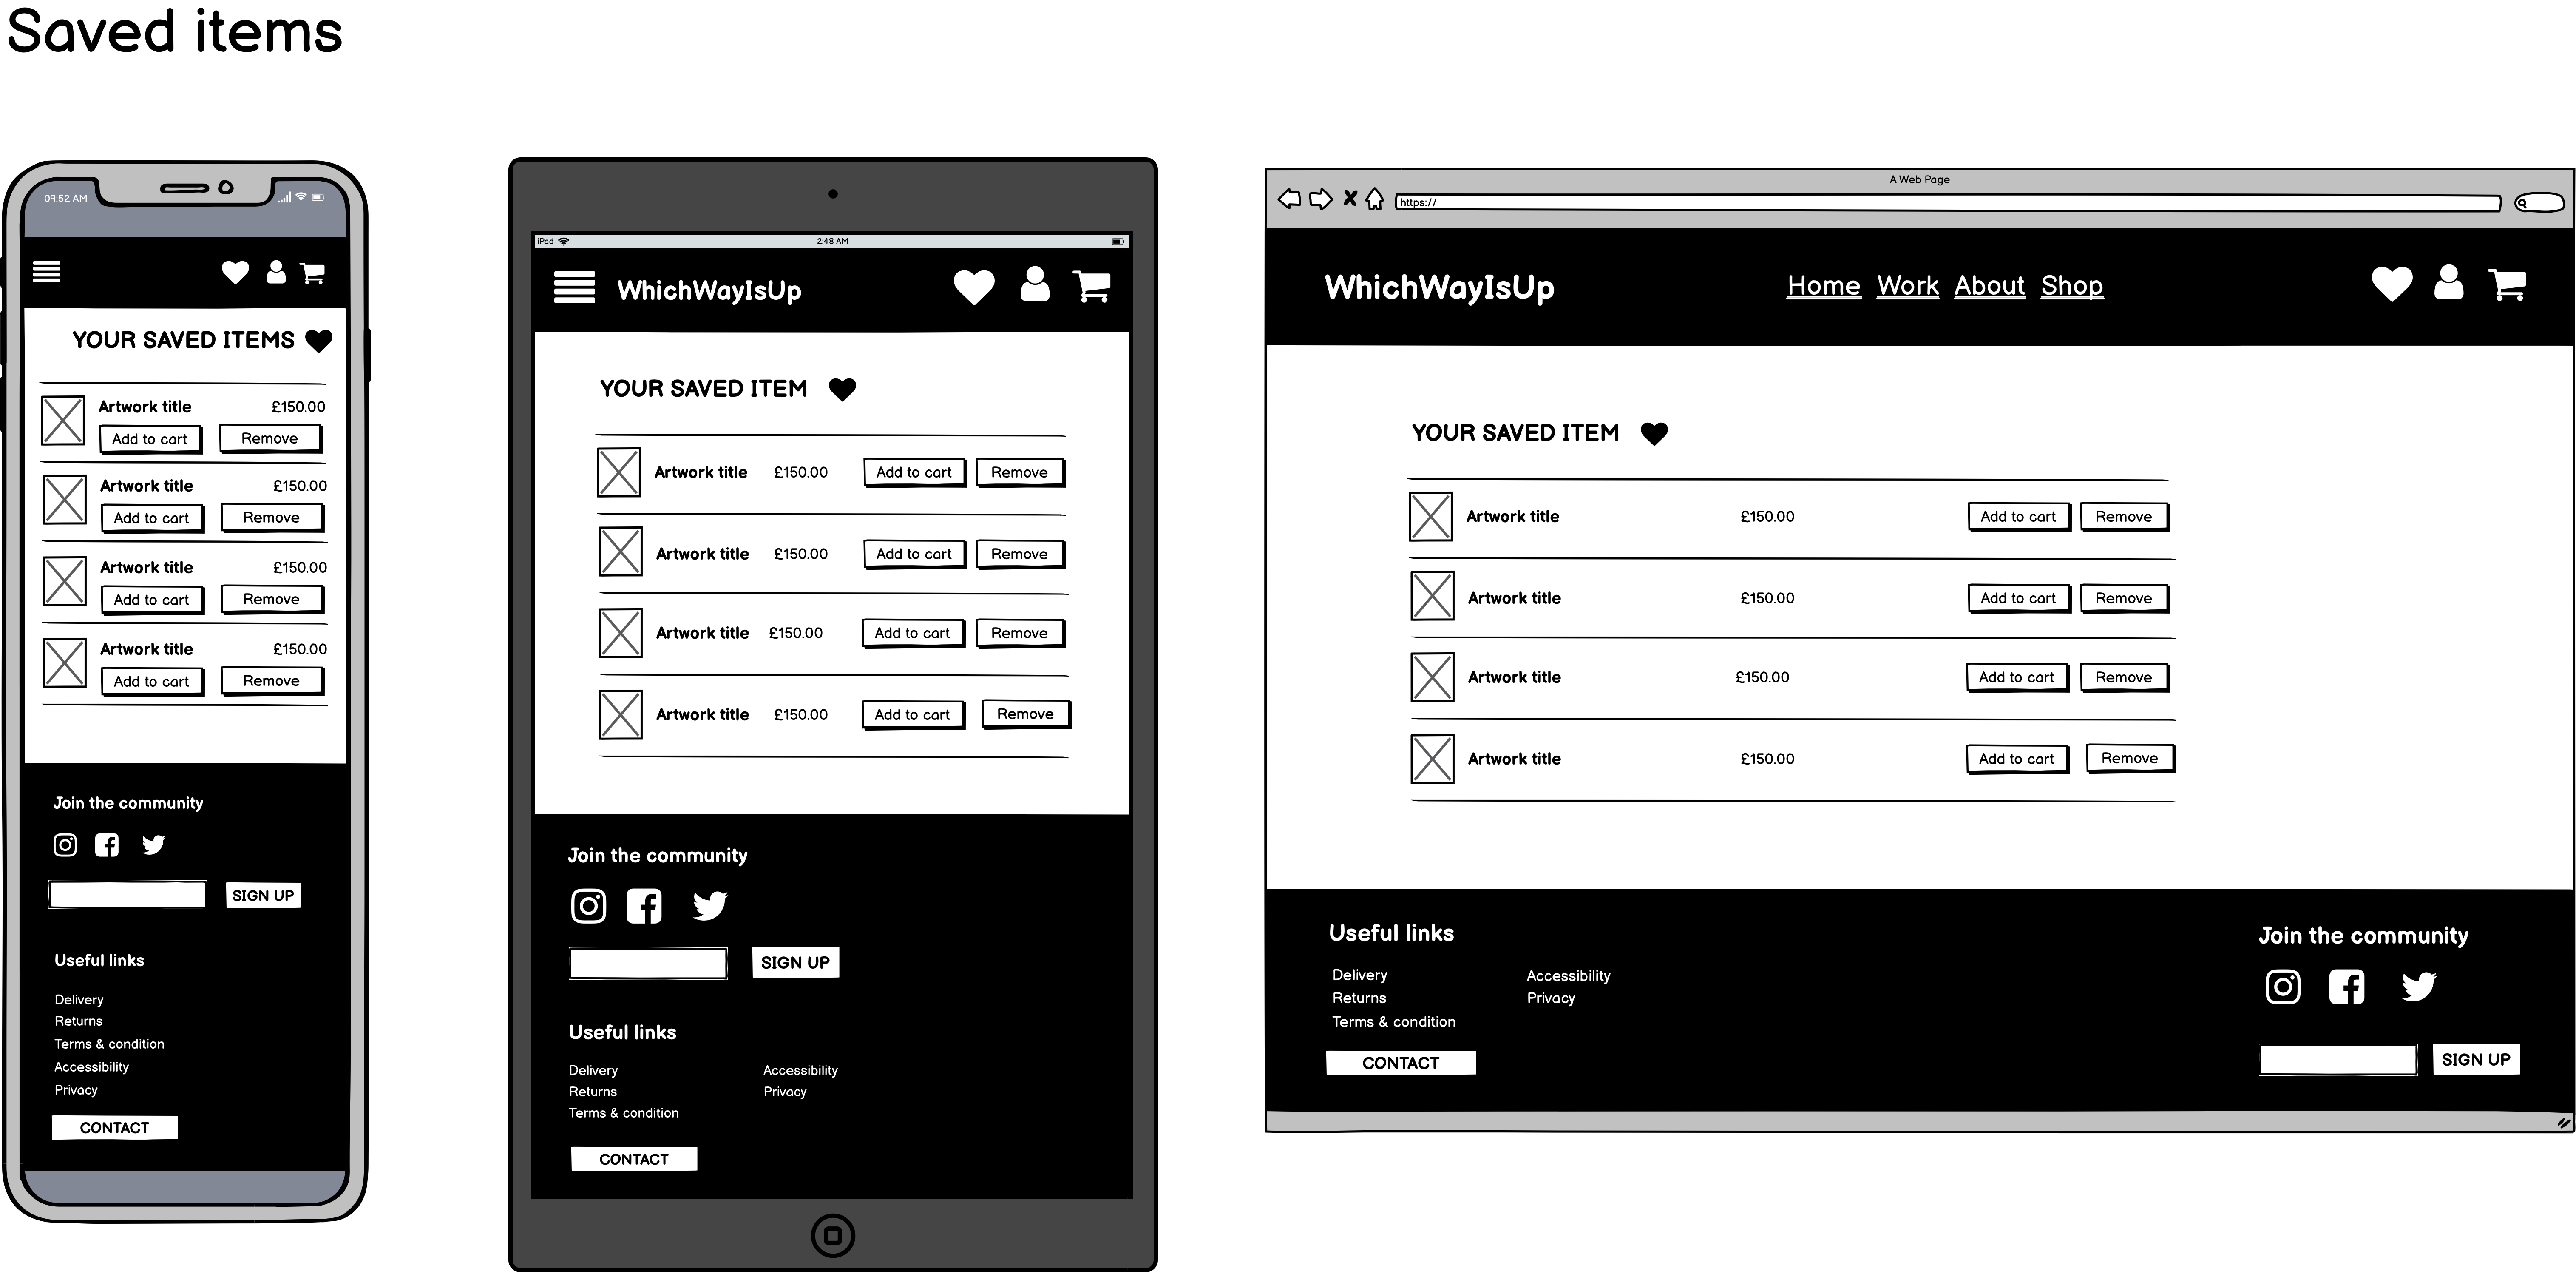 Saved items
09:52 AM
YOUR SAVED ITEMS
Artwork title £150.00
Add to cart Remove
Artwork title £150.00
Add to cart Remove
Artwork title £150.00
Add to cart Remove
Artwork title £150.00
Add to cart Remove
Join the community
SIGN UP
Useful links
Delivery
Returns
Terms & condition
Accessibility
Privacy
CONTACT
iPad 2:48 AM
WhichWayIsUp
YOUR SAVED ITEM
Artwork title £150.00 Add to cart Remove
Artwork title £150.00 Add to cart Remove
Artwork title £150.00 Add to cart Remove
Artwork title £150.00 Add to cart Remove
Join the community
SIGN UP
Useful links
Delivery Accessibility
Returns Privacy
Terms & condition
CONTACT
A Web Page
https://
WhichWayIsUp Home Work About Shop
YOUR SAVED ITEM
Artwork title £150.00 Add to cart Remove
Artwork title £150.00 Add to cart Remove
Artwork title £150.00 Add to cart Remove
Artwork title £150.00 Add to cart Remove
Useful links
Delivery Accessibility
Returns Privacy
Terms & condition
CONTACT
Join the community
SIGN UP